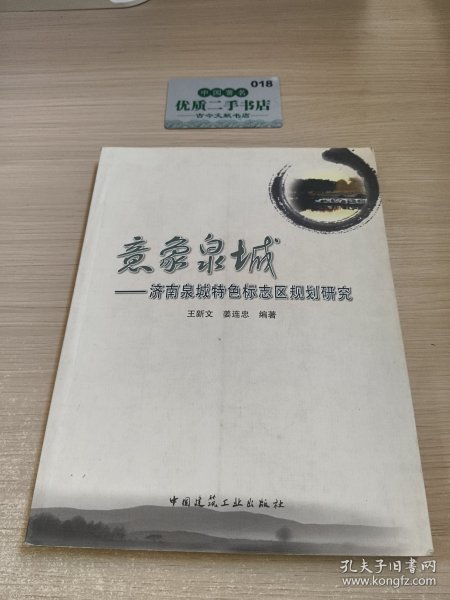 018
中国著名
优质二手书店
古今文献书店
意象泉城
——济南泉城特色标志区规划研究
王新文 姜连忠 编著
中国建筑工业出版社
孔夫子旧书网
www.kongfz.com